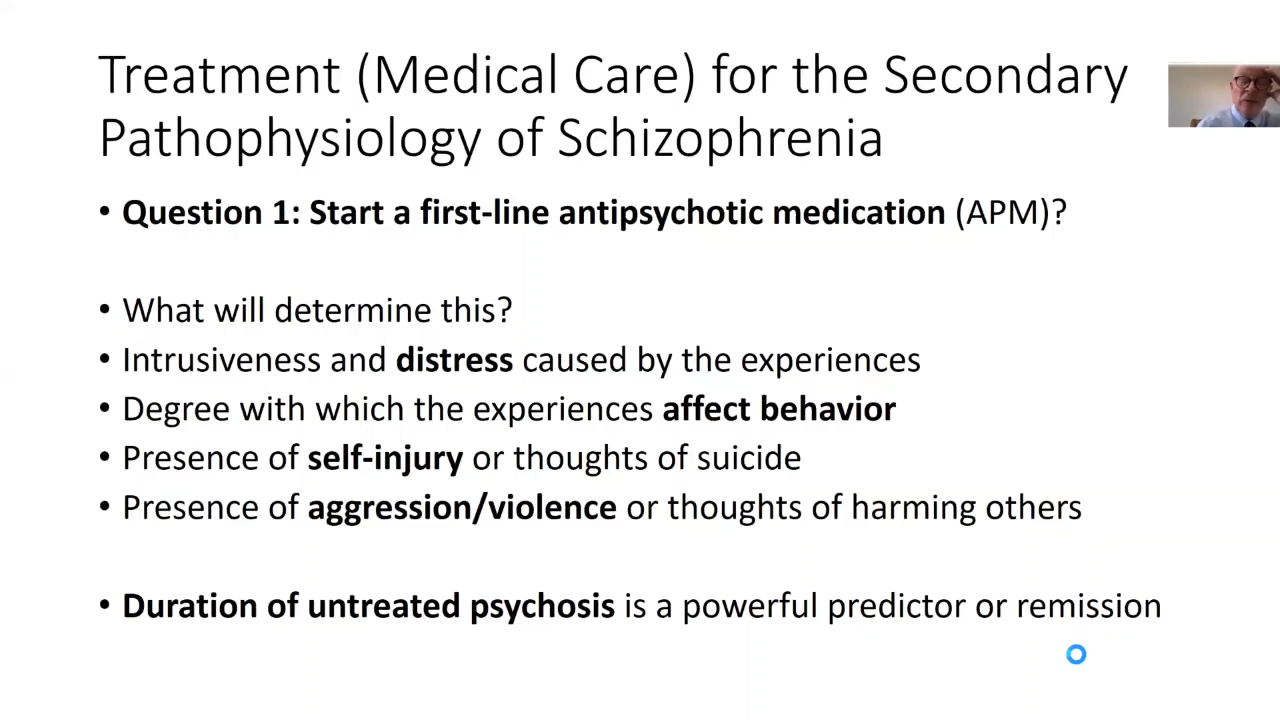 Treatment (Medical Care) for the Secondary
Pathophysiology of Schizophrenia
• Question 1: Start a first-line antipsychotic medication (APM)?
• What will determine this?
• Intrusiveness and distress caused by the experiences
• Degree with which the experiences affect behavior
• Presence of self-injury or thoughts of suicide
• Presence of aggression/violence or thoughts of harming others
• Duration of untreated psychosis is a powerful predictor or remission